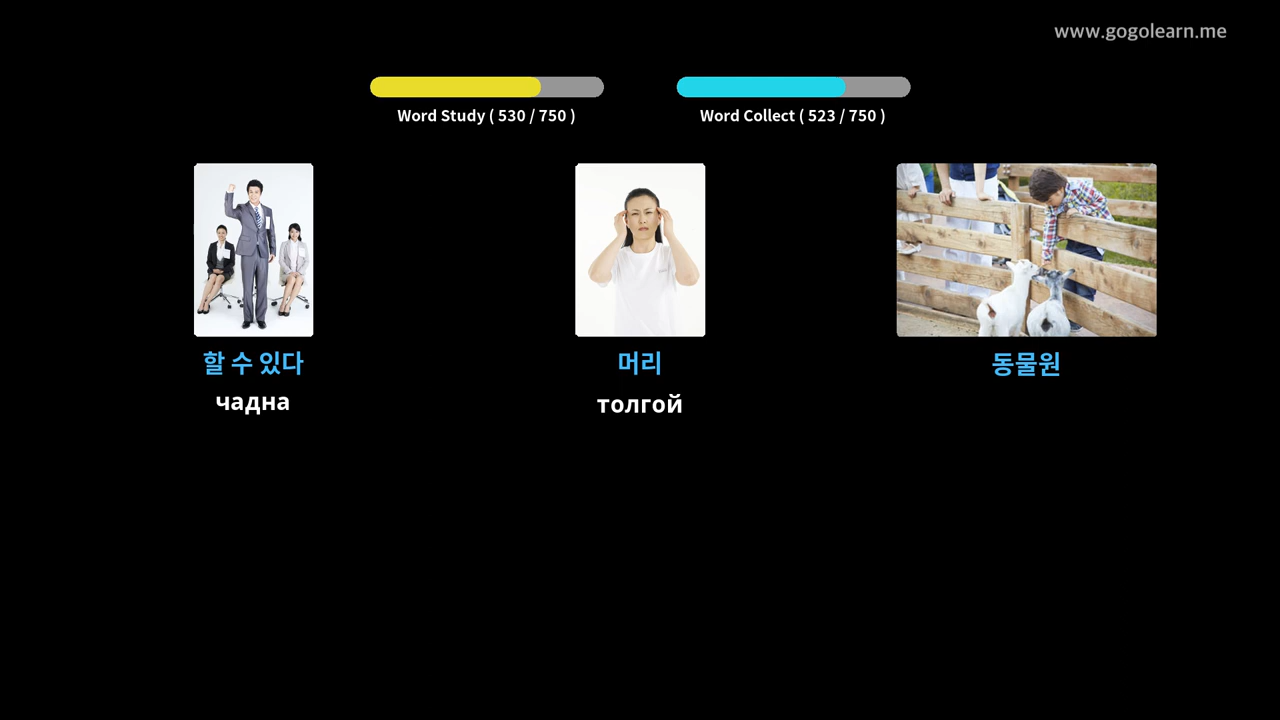 www.gogolearn.me
Word Study ( 530 / 750 )
Word Collect ( 523 / 750 )
할 수 있다
чадна
머리
толгой
동물원